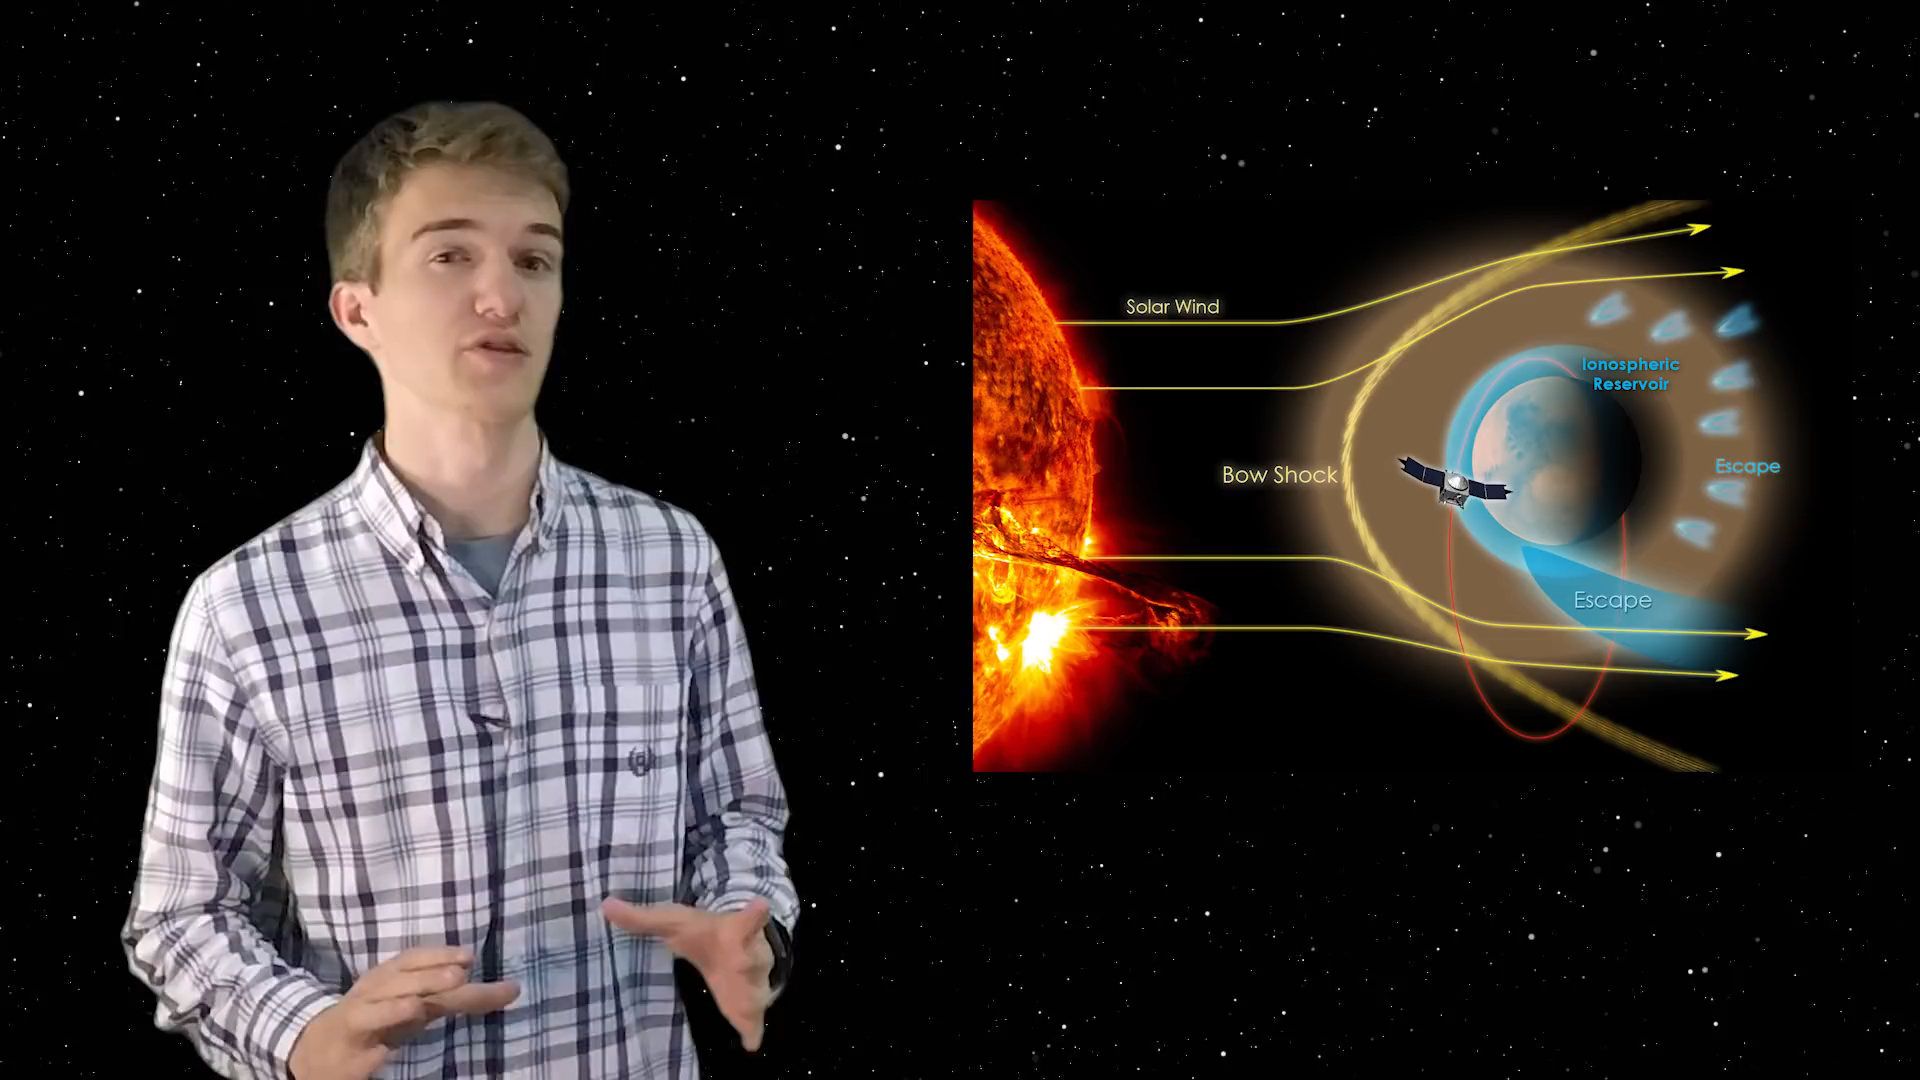 Solar Wind
Ionospheric
Reservoir
Bow Shock
Escape
Escape